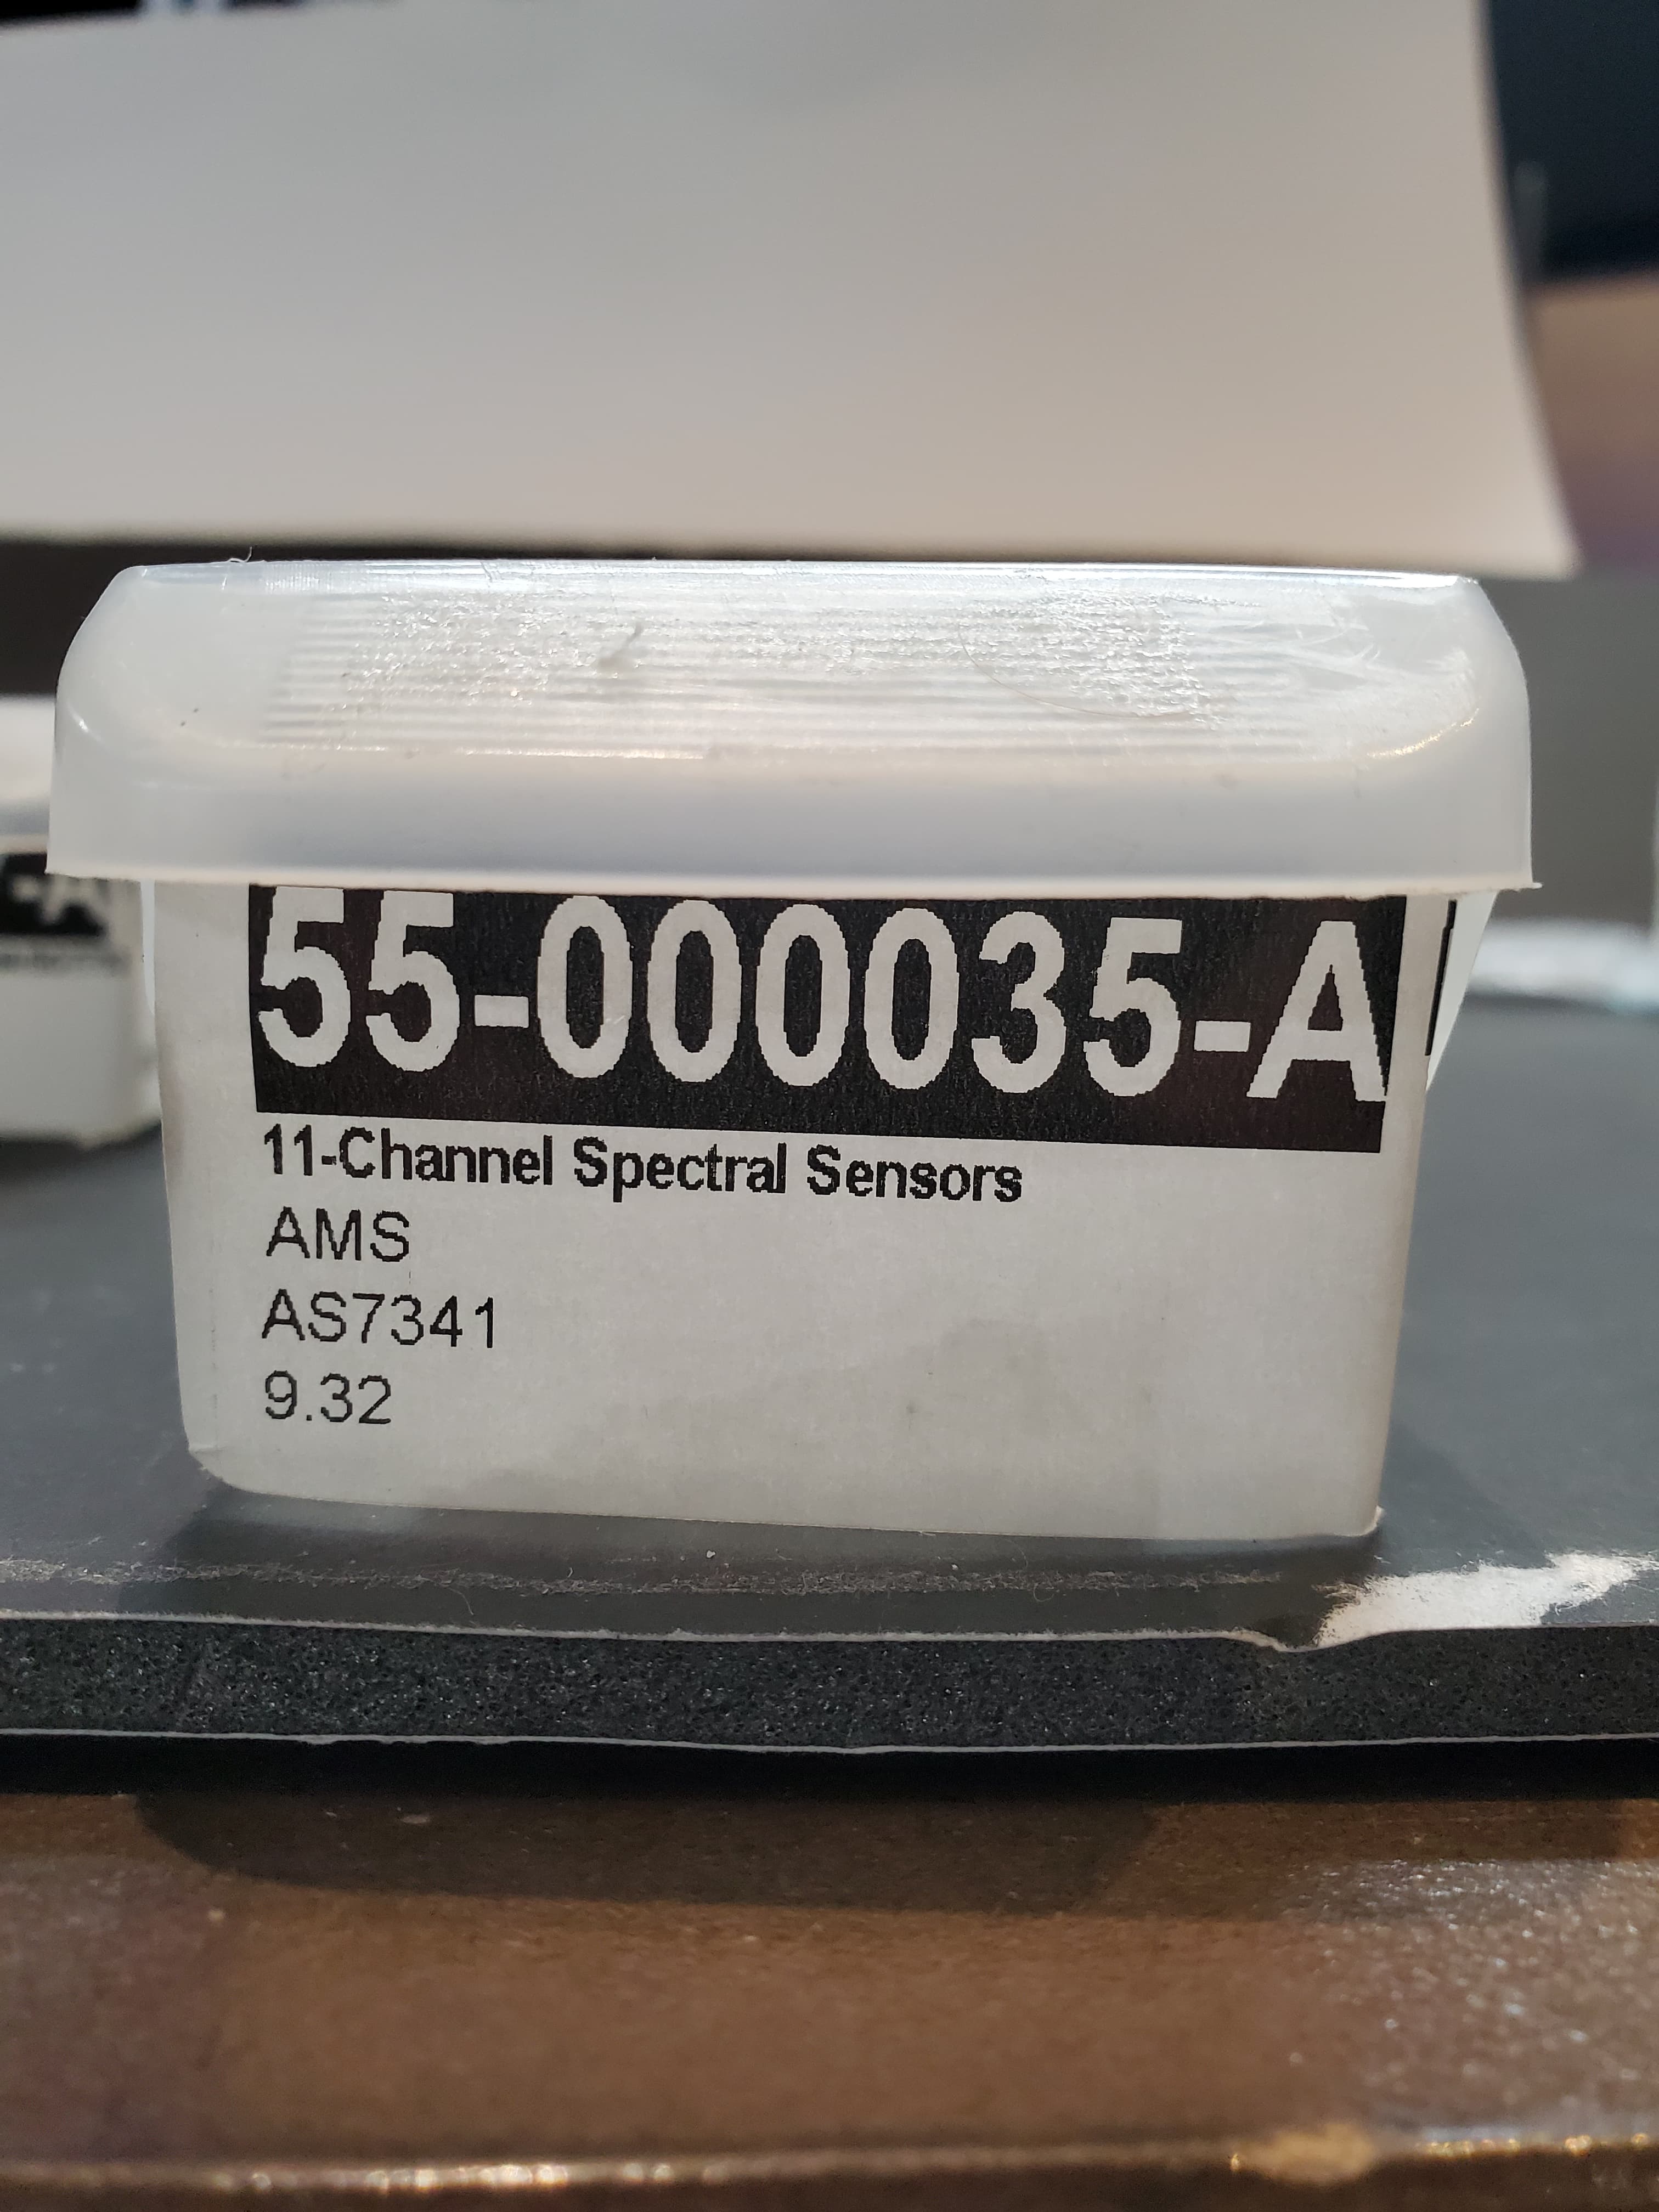 55-000035-A
11-Channel Spectral Sensors
AMS
AS7341
9.32
-A